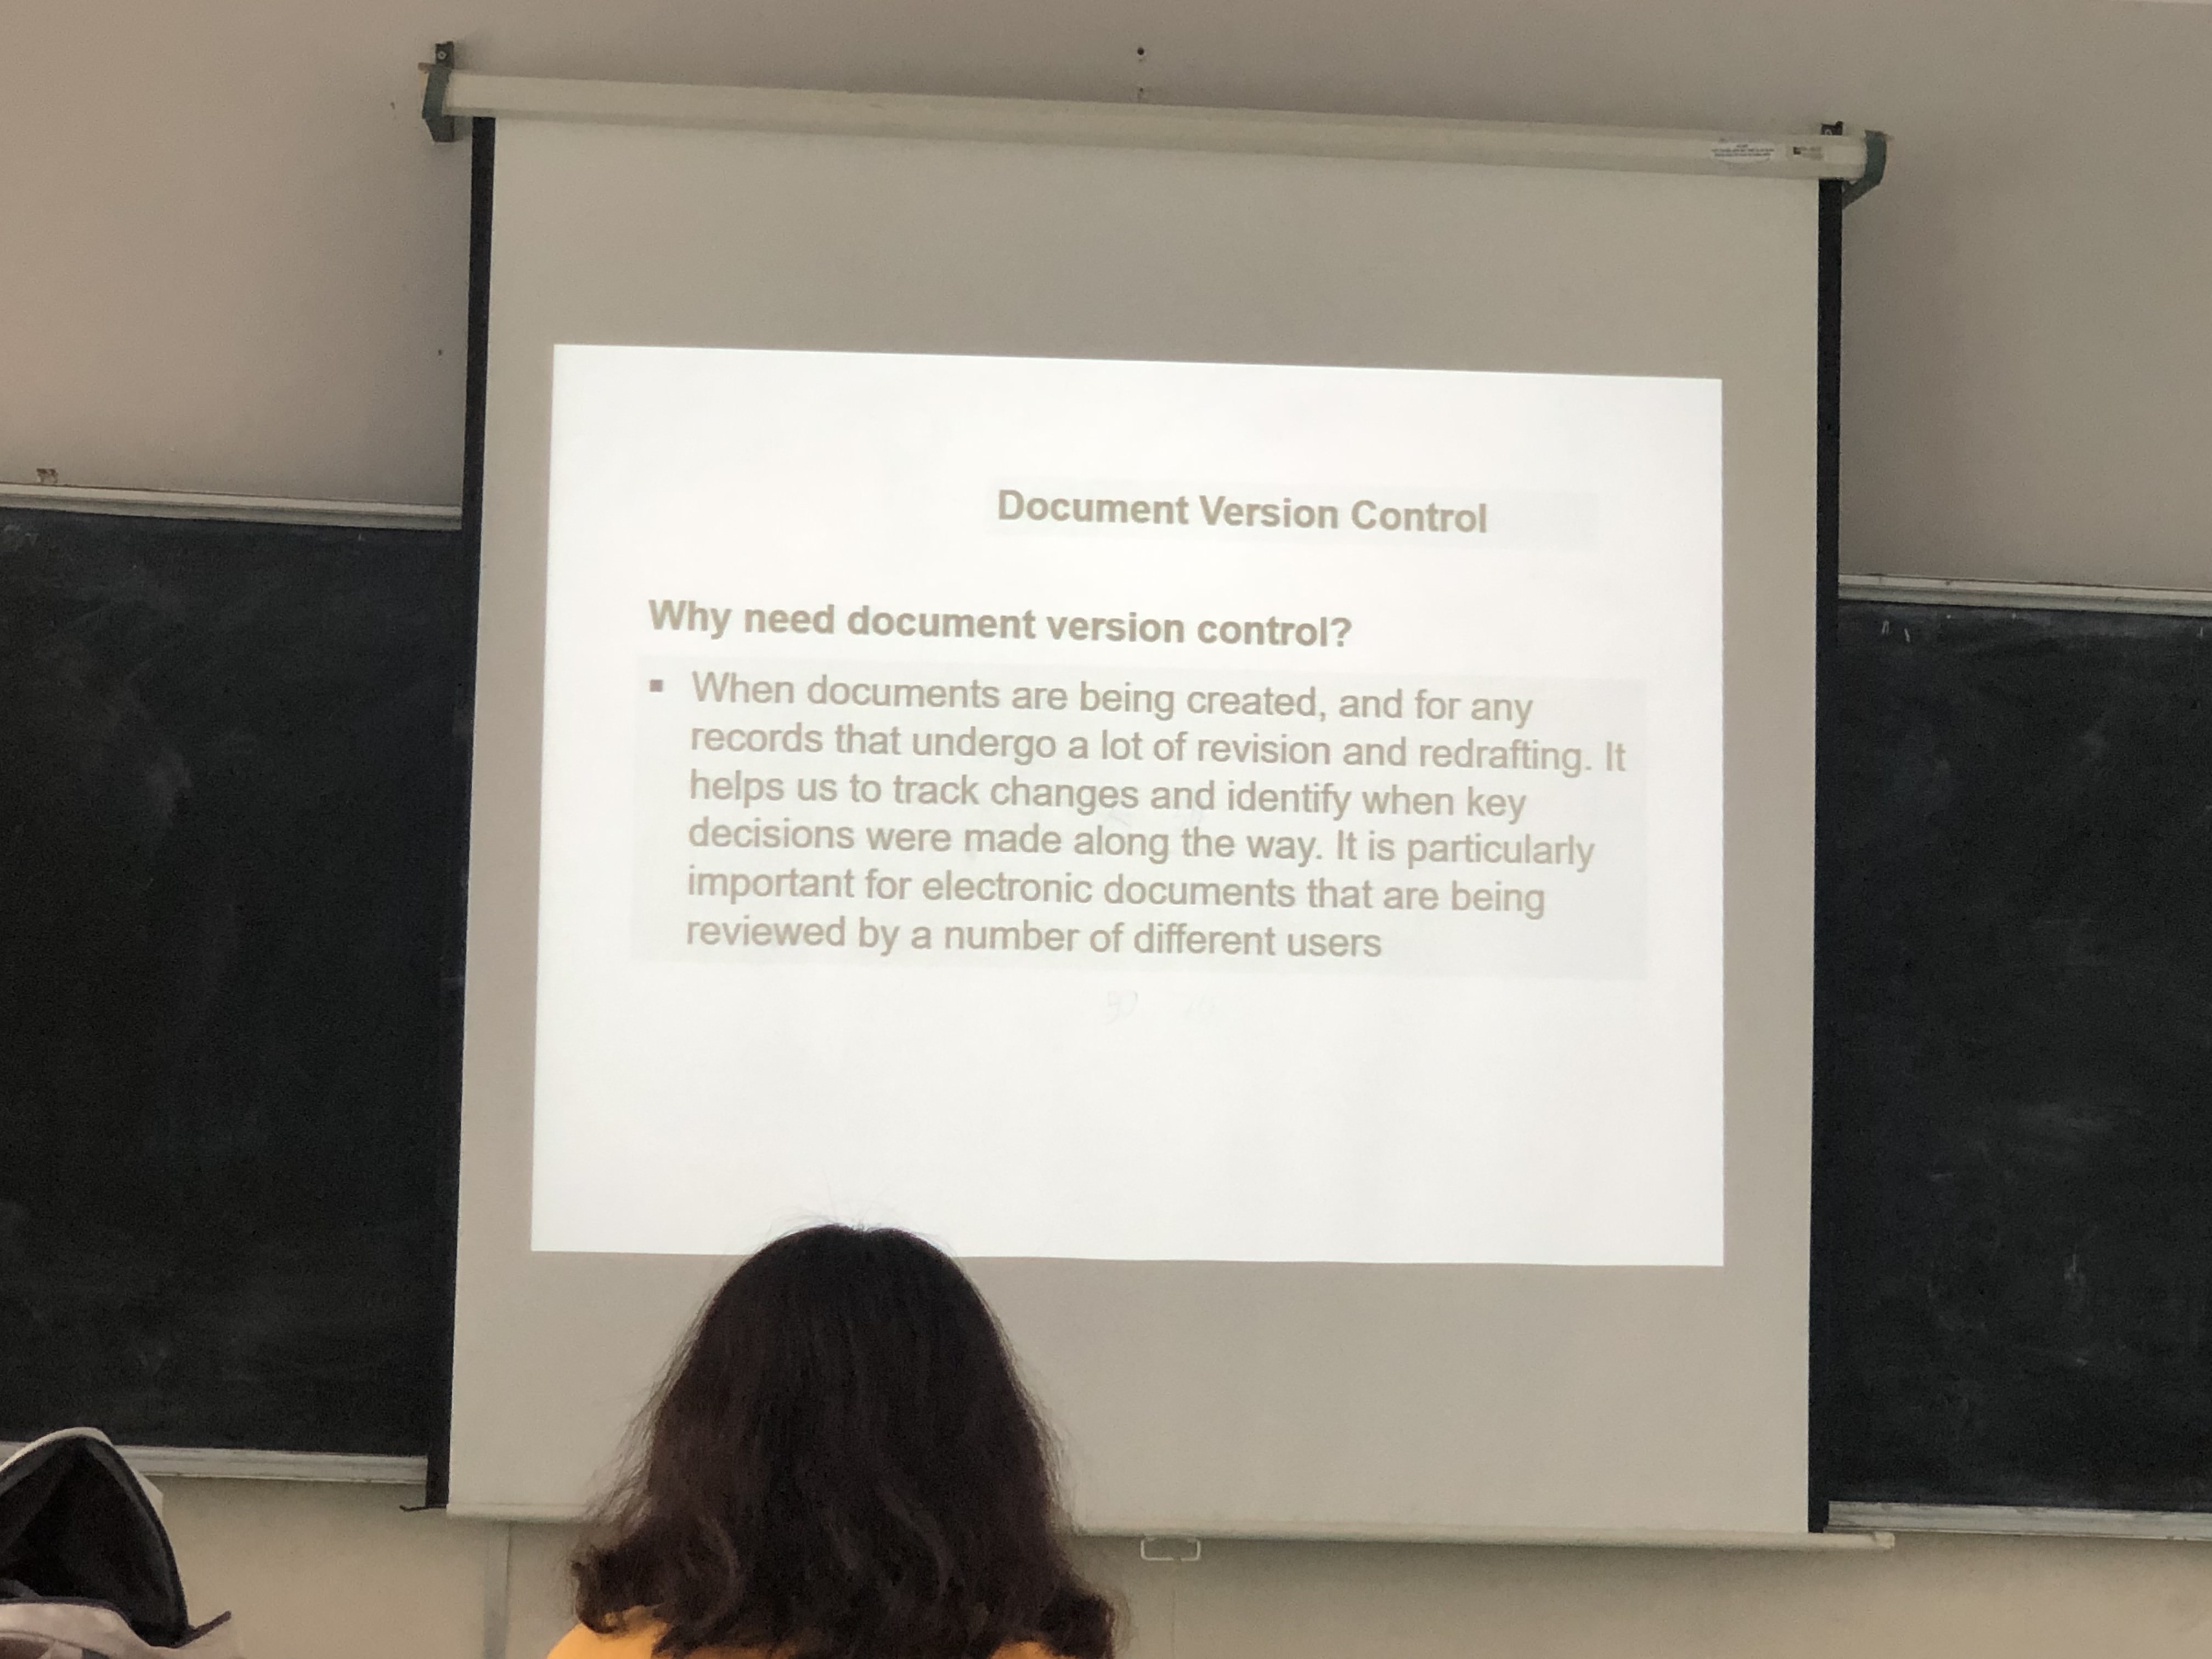 Document Version Control
Why need document version control?
▪ When documents are being created, and for any
records that undergo a lot of revision and redrafting. It
helps us to track changes and identify when key
decisions were made along the way. It is particularly
important for electronic documents that are being
reviewed by a number of different users